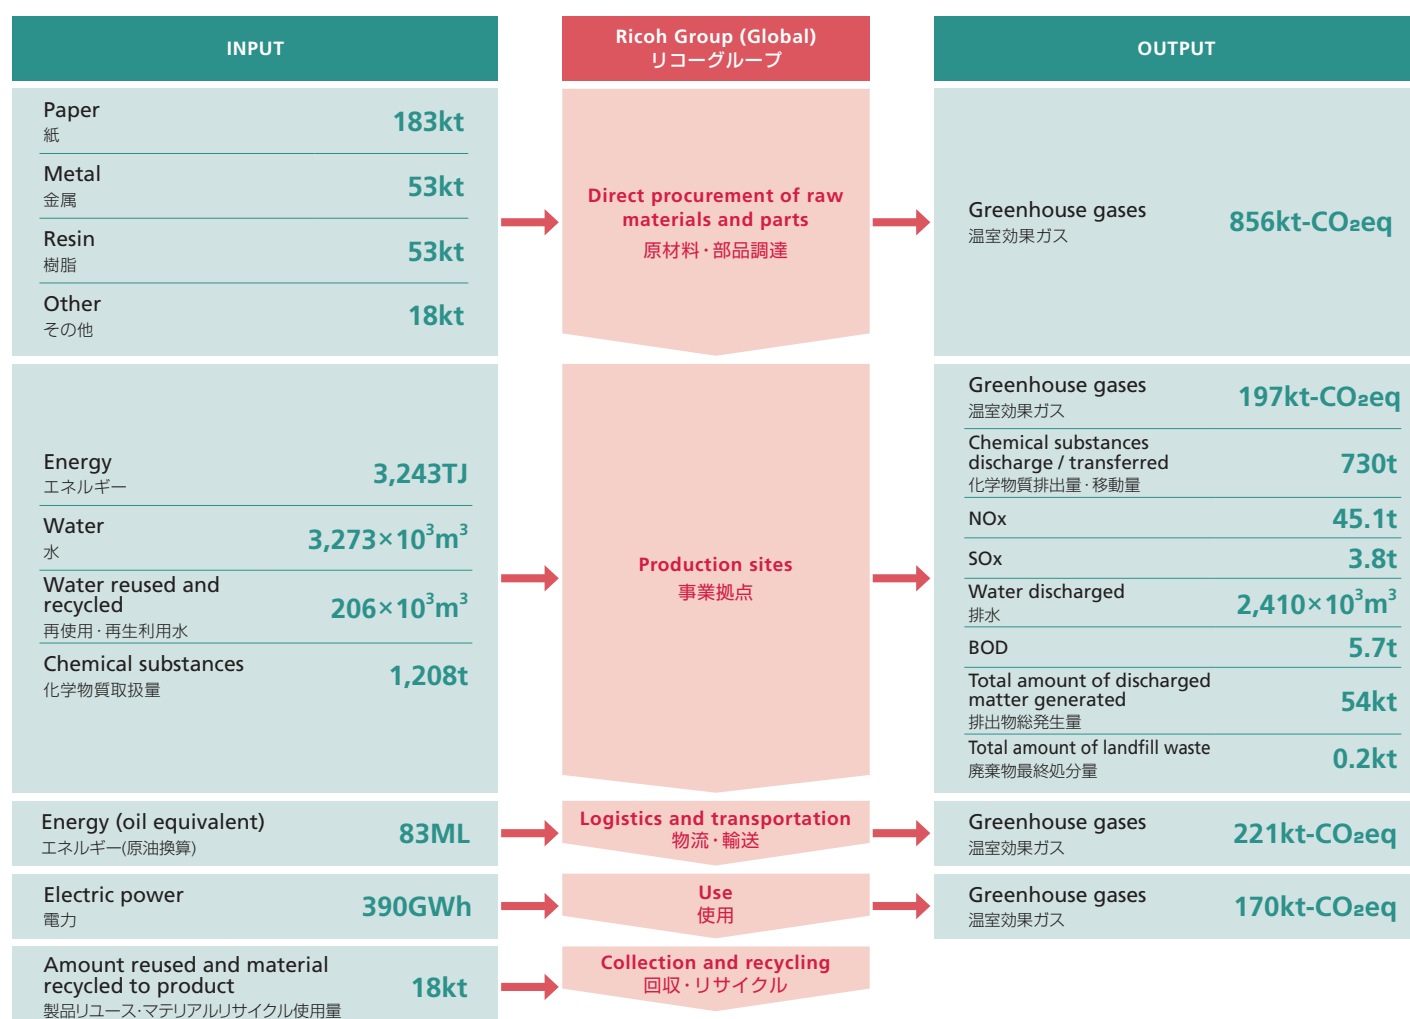 INPUT
Ricoh Group (Global)
リコーグループ
OUTPUT
Paper
紙
183kt
Metal
金属
53kt
Resin
樹脂
53kt
Other
その他
18kt
Direct procurement of raw
materials and parts
原材料・部品調達
Greenhouse gases
温室効果ガス
856kt-CO₂eq
Energy
エネルギー
3,243TJ
Water
水
3,273×10³m³
Water reused and
recycled
再使用・再生利用水
206×10³m³
Chemical substances
化学物質取扱量
1,208t
Production sites
事業拠点
Greenhouse gases
温室効果ガス
197kt-CO₂eq
Chemical substances
discharge / transferred
化学物質排出量・移動量
730t
NOx
45.1t
SOx
3.8t
Water discharged
排水
2,410×10³m³
BOD
5.7t
Total amount of discharged
matter generated
排出物総発生量
54kt
Total amount of landfill waste
廃棄物最終処分量
0.2kt
Energy (oil equivalent)
エネルギー(原油換算)
83ML
Logistics and transportation
物流・輸送
Greenhouse gases
温室効果ガス
221kt-CO₂eq
Electric power
電力
390GWh
Use
使用
Greenhouse gases
温室効果ガス
170kt-CO₂eq
Amount reused and material
recycled to product
製品リユース・マテリアルリサイクル使用量
18kt
Collection and recycling
回収・リサイクル